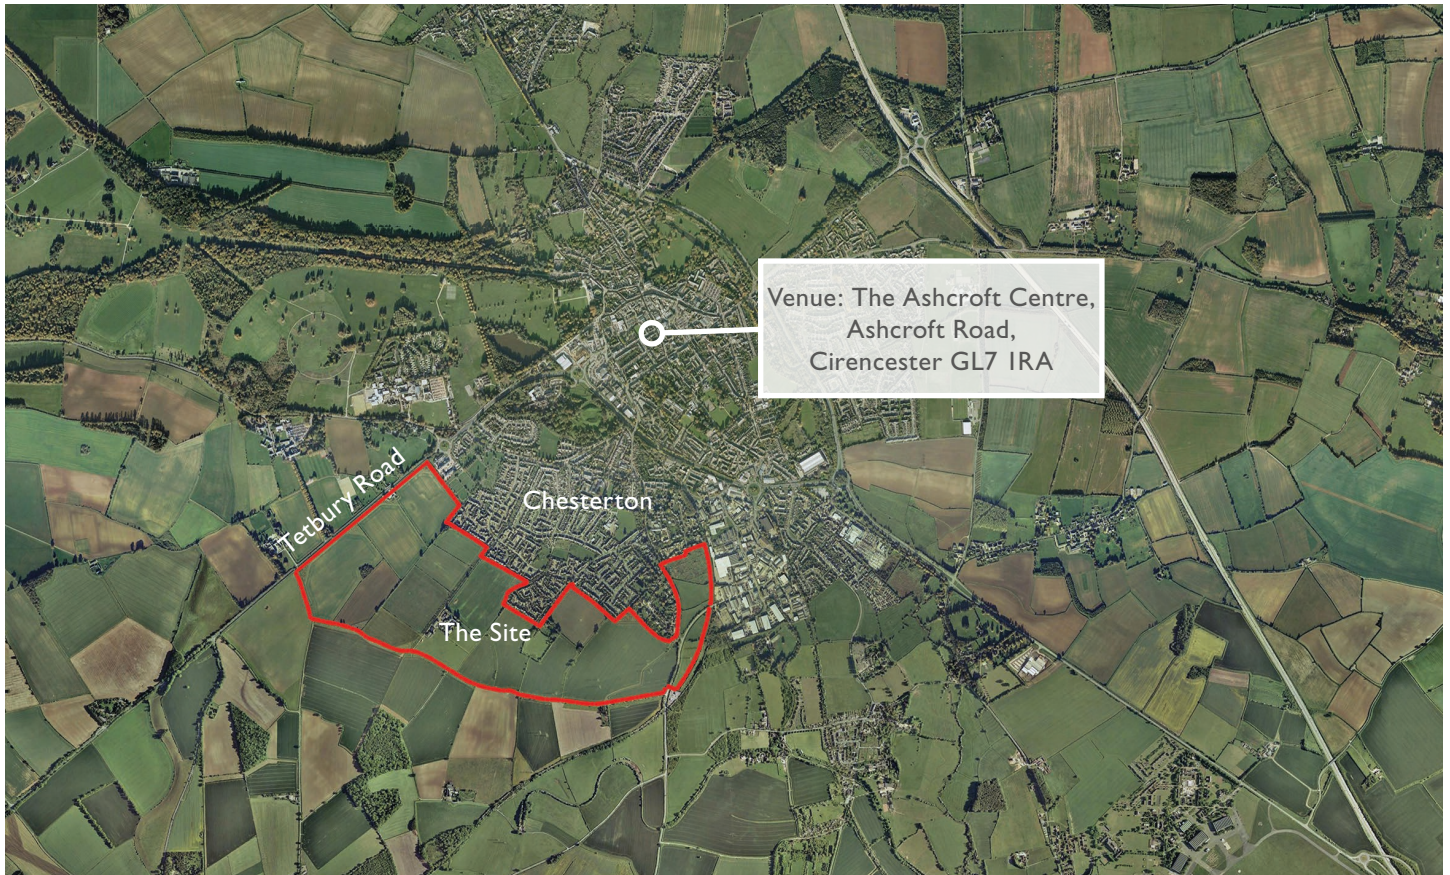 Venue: The Ashcroft Centre,
Ashcroft Road,
Cirencester GL7 1RA
Tetbury Road
Chesterton
The Site